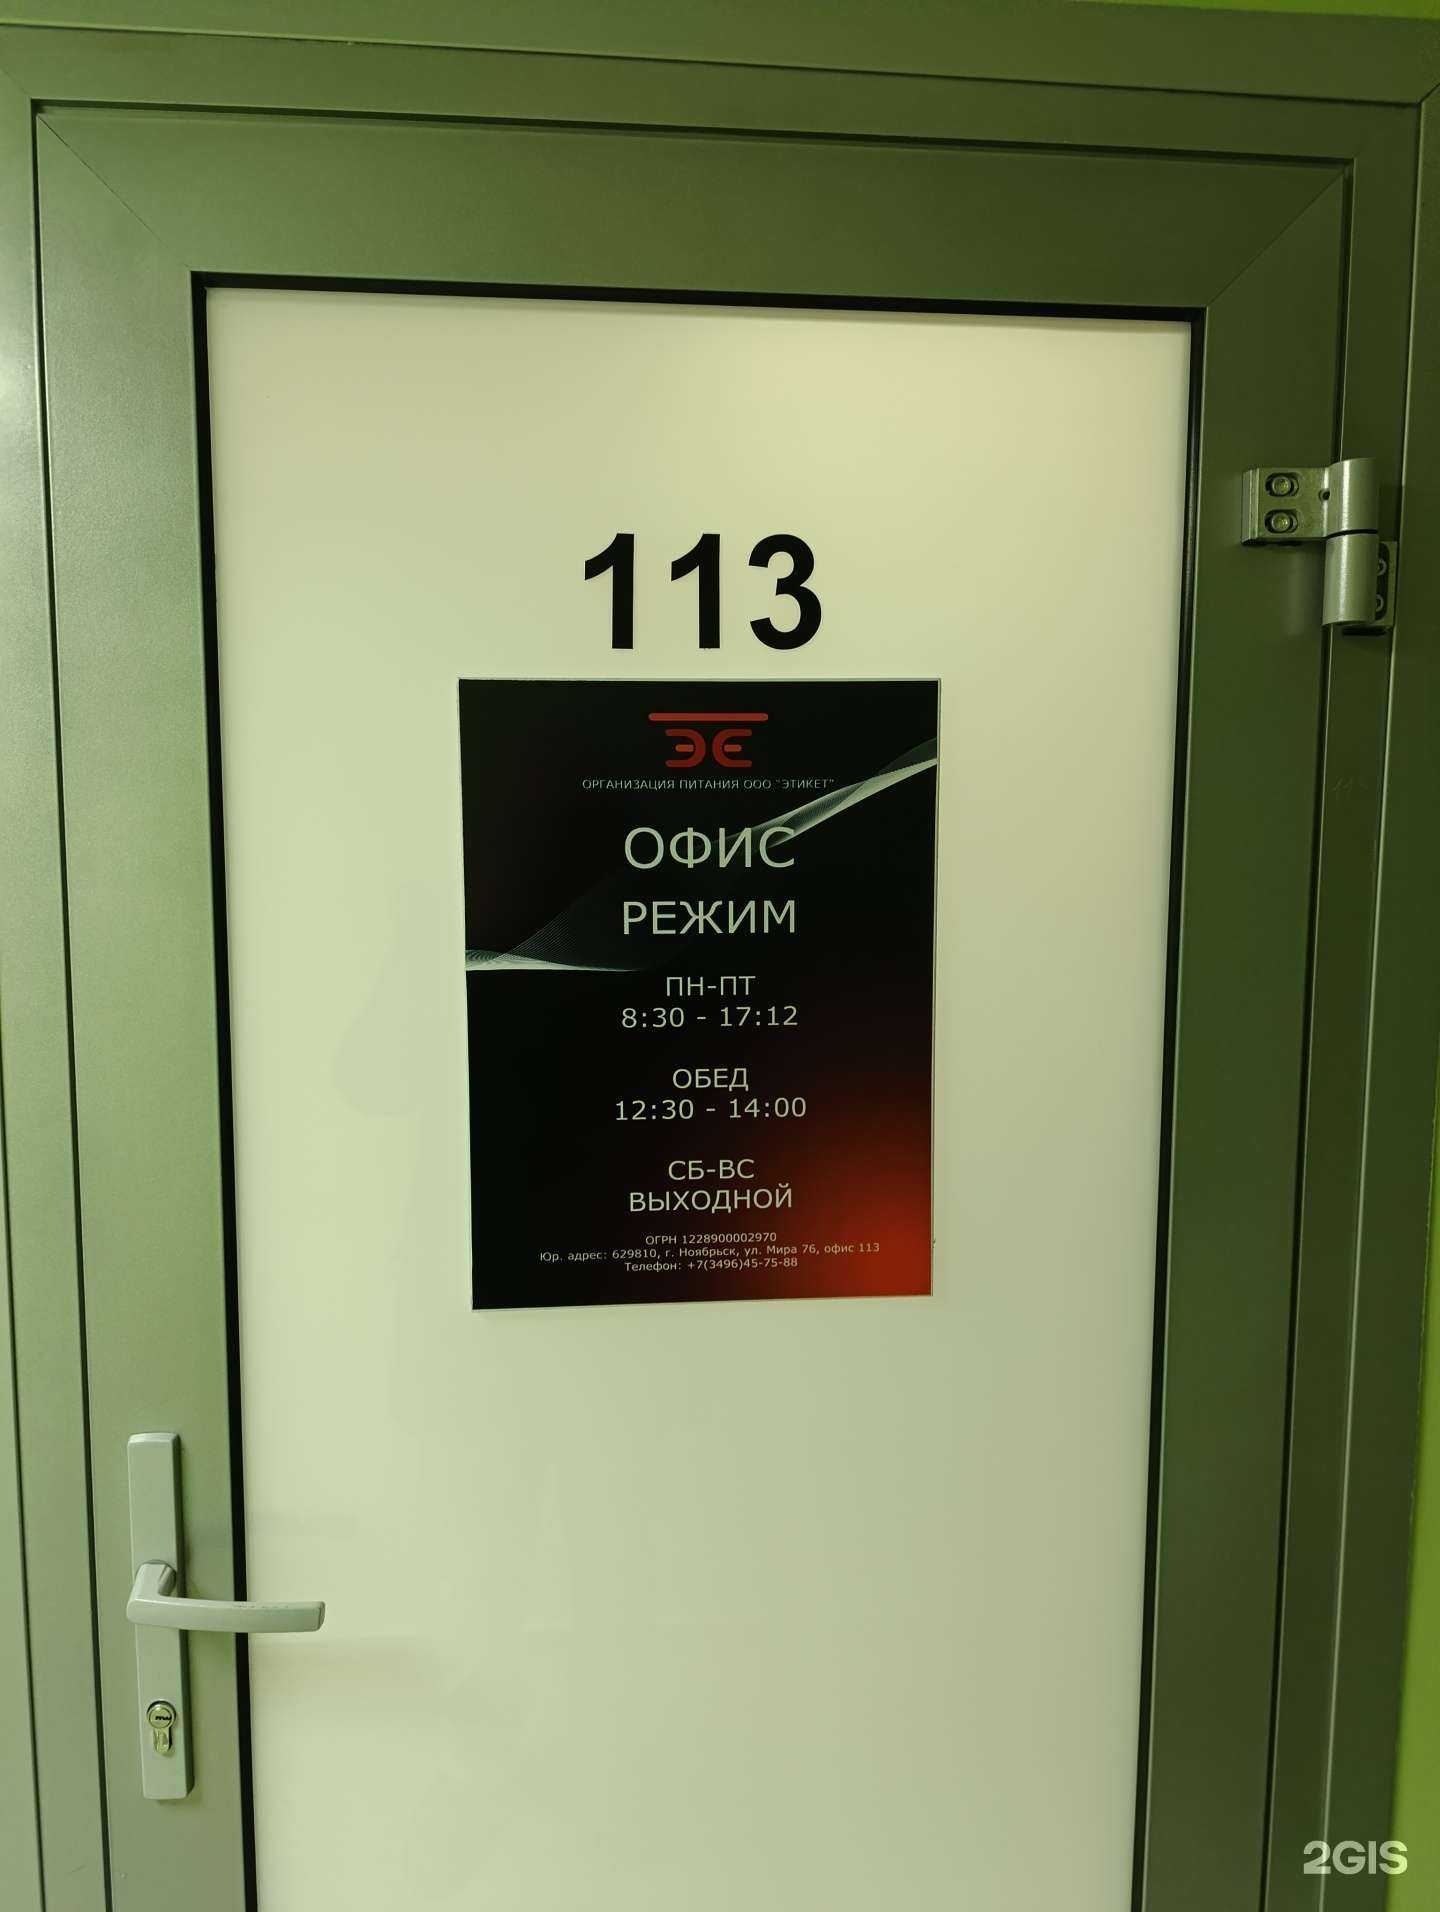 113
ЭЕ
ОРГАНИЗАЦИЯ ПИТАНИЯ ООО "ЭТИКЕТ"
ОФИС
РЕЖИМ
ПН-ПТ
8:30 - 17:12
ОБЕД
12:30 - 14:00
СБ-ВС
ВЫХОДНОЙ
ОГРН 1228900002970
Юр. адрес: 629810, г. Ноябрьск, ул. Мира 76, офис 113
Телефон: +7(3496)45-75-88
2GIS